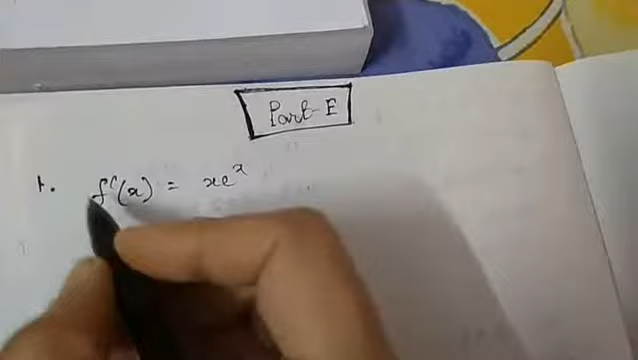 Part-E
1. f'(x) = xe^x